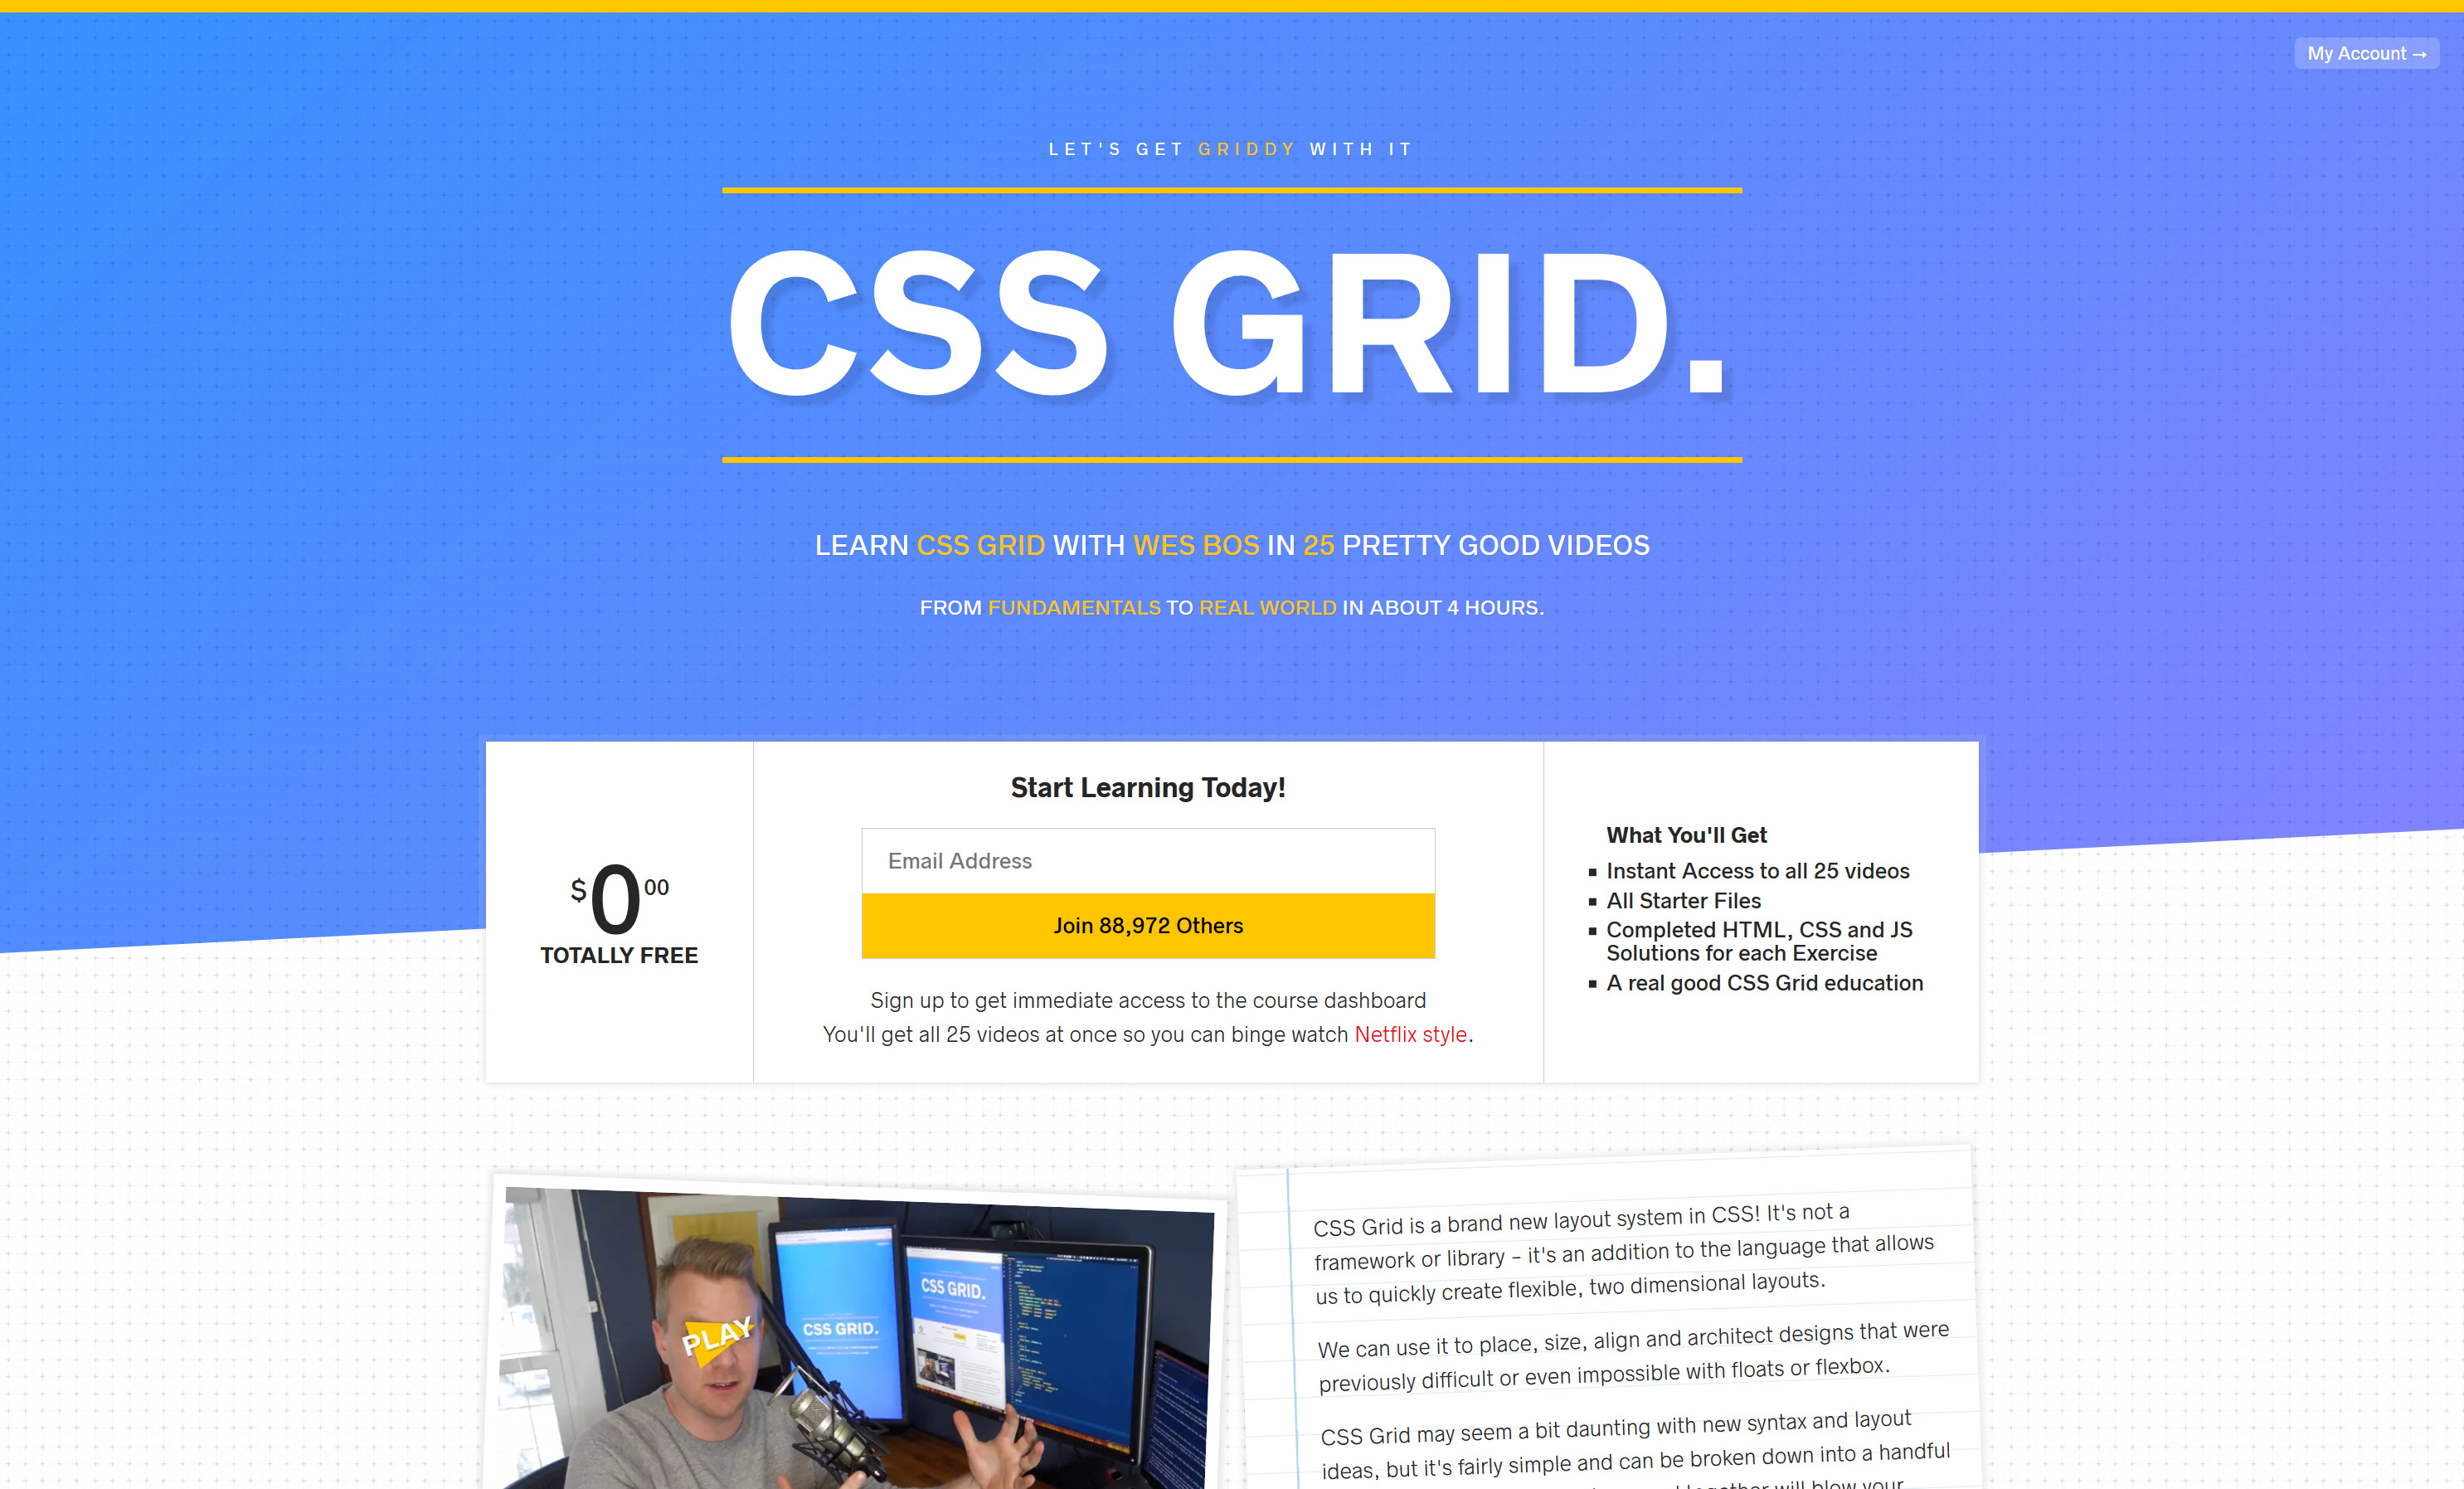 My Account →
LET'S GET GRIDDY WITH IT
CSS GRID.
LEARN CSS GRID WITH WES BOS IN 25 PRETTY GOOD VIDEOS
FROM FUNDAMENTALS TO REAL WORLD IN ABOUT 4 HOURS.
$0 00
TOTALLY FREE
Start Learning Today!
Email Address
Join 88,972 Others
Sign up to get immediate access to the course dashboard
You'll get all 25 videos at once so you can binge watch Netflix style.
What You'll Get
Instant Access to all 25 videos
All Starter Files
Completed HTML, CSS and JS
Solutions for each Exercise
A real good CSS Grid education
PLAY
CSS GRID.
CSS GRID.
CSS Grid is a brand new layout system in CSS! It's not a
framework or library – it's an addition to the language that allows
us to quickly create flexible, two dimensional layouts.
We can use it to place, size, align and architect designs that were
previously difficult or even impossible with floats or flexbox.
CSS Grid may seem a bit daunting with new syntax and layout
ideas, but it's fairly simple and can be broken down into a handful
together will blow your